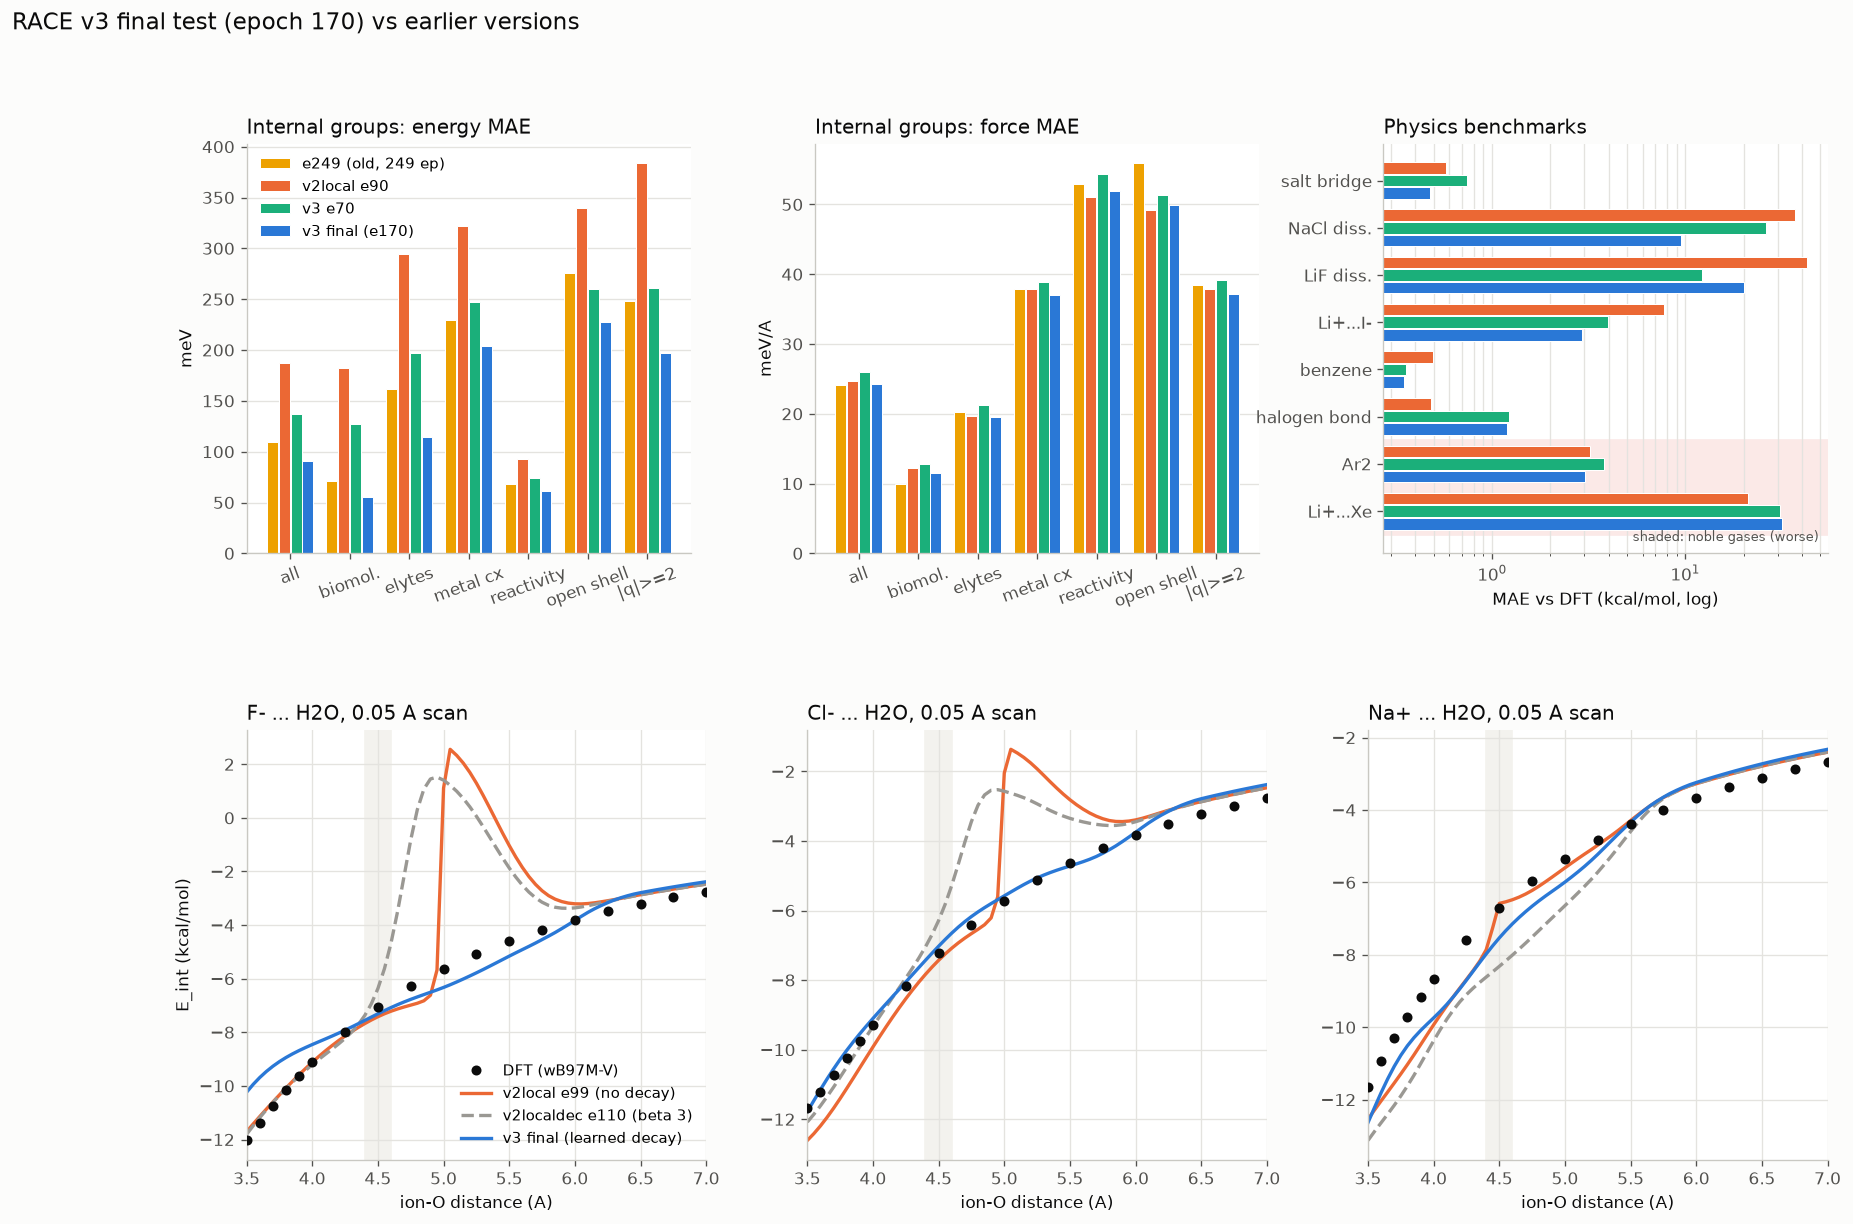 RACE v3 final test (epoch 170) vs earlier versions
Internal groups: energy MAE
400
350
300
250
200
150
100
50
0
meV
e249 (old, 249 ep)
v2local e90
v3 e70
v3 final (e170)
all
biomol.
elytes
metal cx
reactivity
open shell
|q|>=2
Internal groups: force MAE
50
40
30
20
10
0
meV/A
all
biomol.
elytes
metal cx
reactivity
open shell
|q|>=2
Physics benchmarks
salt bridge
NaCl diss.
LiF diss.
Li+...I-
benzene
halogen bond
Ar2
Li+...Xe
shaded: noble gases (worse)
10⁰
10¹
MAE vs DFT (kcal/mol, log)
F- ... H2O, 0.05 A scan
2
0
−2
−4
−6
−8
−10
−12
E_int (kcal/mol)
DFT (wB97M-V)
v2local e99 (no decay)
v2localdec e110 (beta 3)
v3 final (learned decay)
3.5 4.0 4.5 5.0 5.5 6.0 6.5 7.0
ion-O distance (A)
Cl- ... H2O, 0.05 A scan
−2
−4
−6
−8
−10
−12
3.5 4.0 4.5 5.0 5.5 6.0 6.5 7.0
ion-O distance (A)
Na+ ... H2O, 0.05 A scan
−2
−4
−6
−8
−10
−12
3.5 4.0 4.5 5.0 5.5 6.0 6.5 7.0
ion-O distance (A)